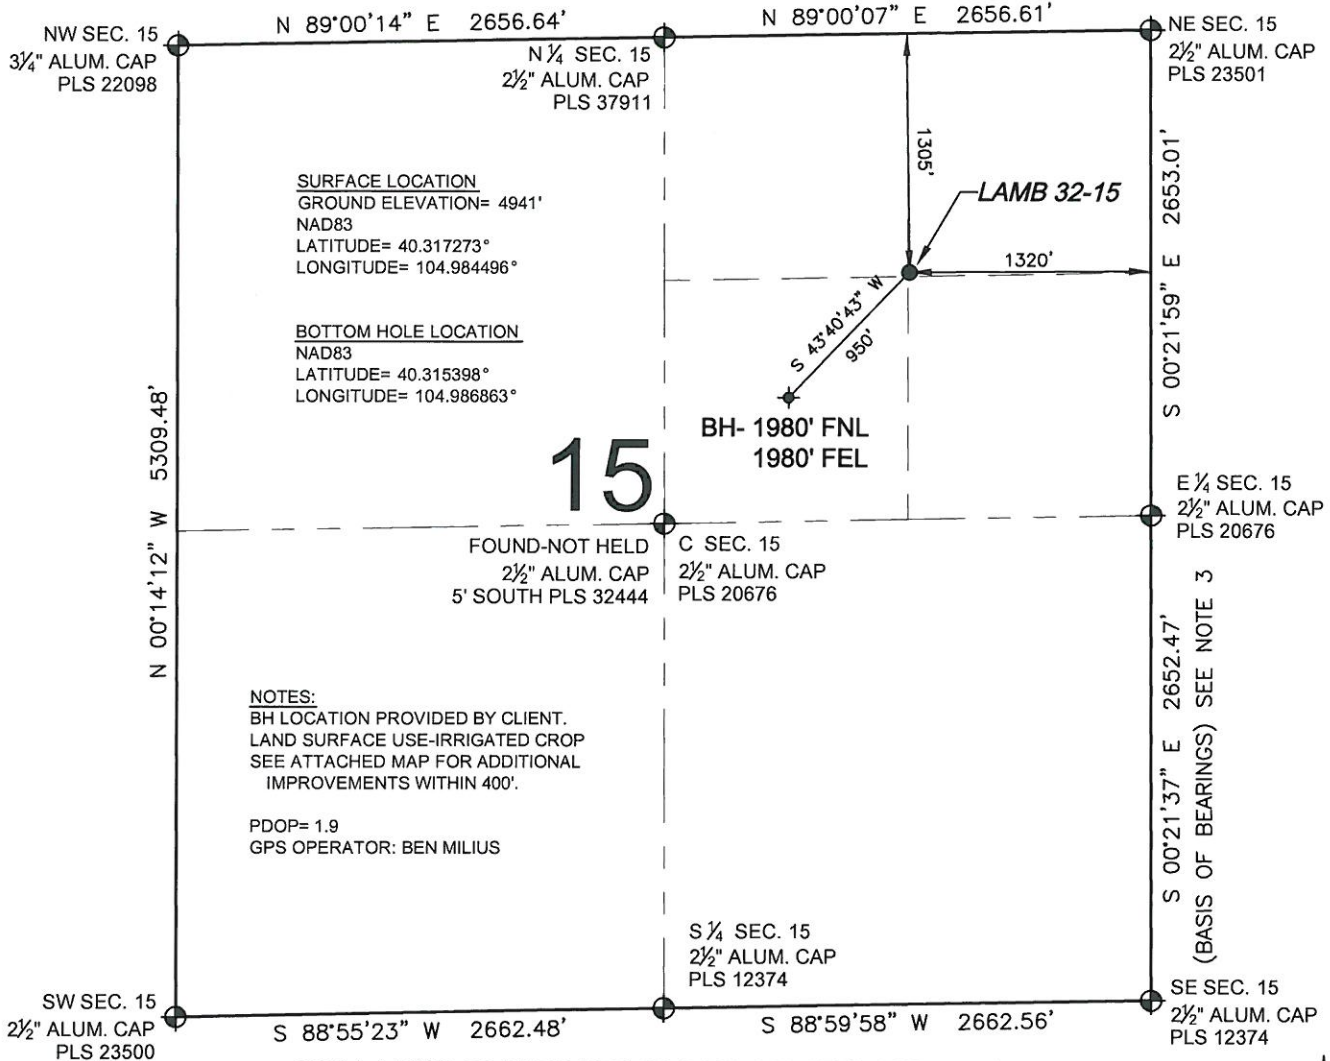 N 89°00'14" E 2656.64'
N 89°00'07" E 2656.61'
NW SEC. 15
3¼" ALUM. CAP
PLS 22098
N ¼ SEC. 15
2½" ALUM. CAP
PLS 37911
NE SEC. 15
2½" ALUM. CAP
PLS 23501
1305'
S 00°21'59" E 2653.01'
SURFACE LOCATION
GROUND ELEVATION= 4941'
NAD83
LATITUDE= 40.317273°
LONGITUDE= 104.984496°
LAMB 32-15
1320'
S 43°40'43" W
950'
BOTTOM HOLE LOCATION
NAD83
LATITUDE= 40.315398°
LONGITUDE= 104.986863°
BH- 1980' FNL
1980' FEL
15
N 00°14'12" W 5309.48'
E ¼ SEC. 15
2½" ALUM. CAP
PLS 20676
FOUND-NOT HELD
2½" ALUM. CAP
5' SOUTH PLS 32444
C SEC. 15
2½" ALUM. CAP
PLS 20676
S 00°21'37" E 2652.47'
(BASIS OF BEARINGS) SEE NOTE 3
NOTES:
BH LOCATION PROVIDED BY CLIENT.
LAND SURFACE USE-IRRIGATED CROP
SEE ATTACHED MAP FOR ADDITIONAL
IMPROVEMENTS WITHIN 400'.
PDOP= 1.9
GPS OPERATOR: BEN MILIUS
S ¼ SEC. 15
2½" ALUM. CAP
PLS 12374
SW SEC. 15
2½" ALUM. CAP
PLS 23500
SE SEC. 15
2½" ALUM. CAP
PLS 12374
S 88°55'23" W 2662.48'
S 88°59'58" W 2662.56'